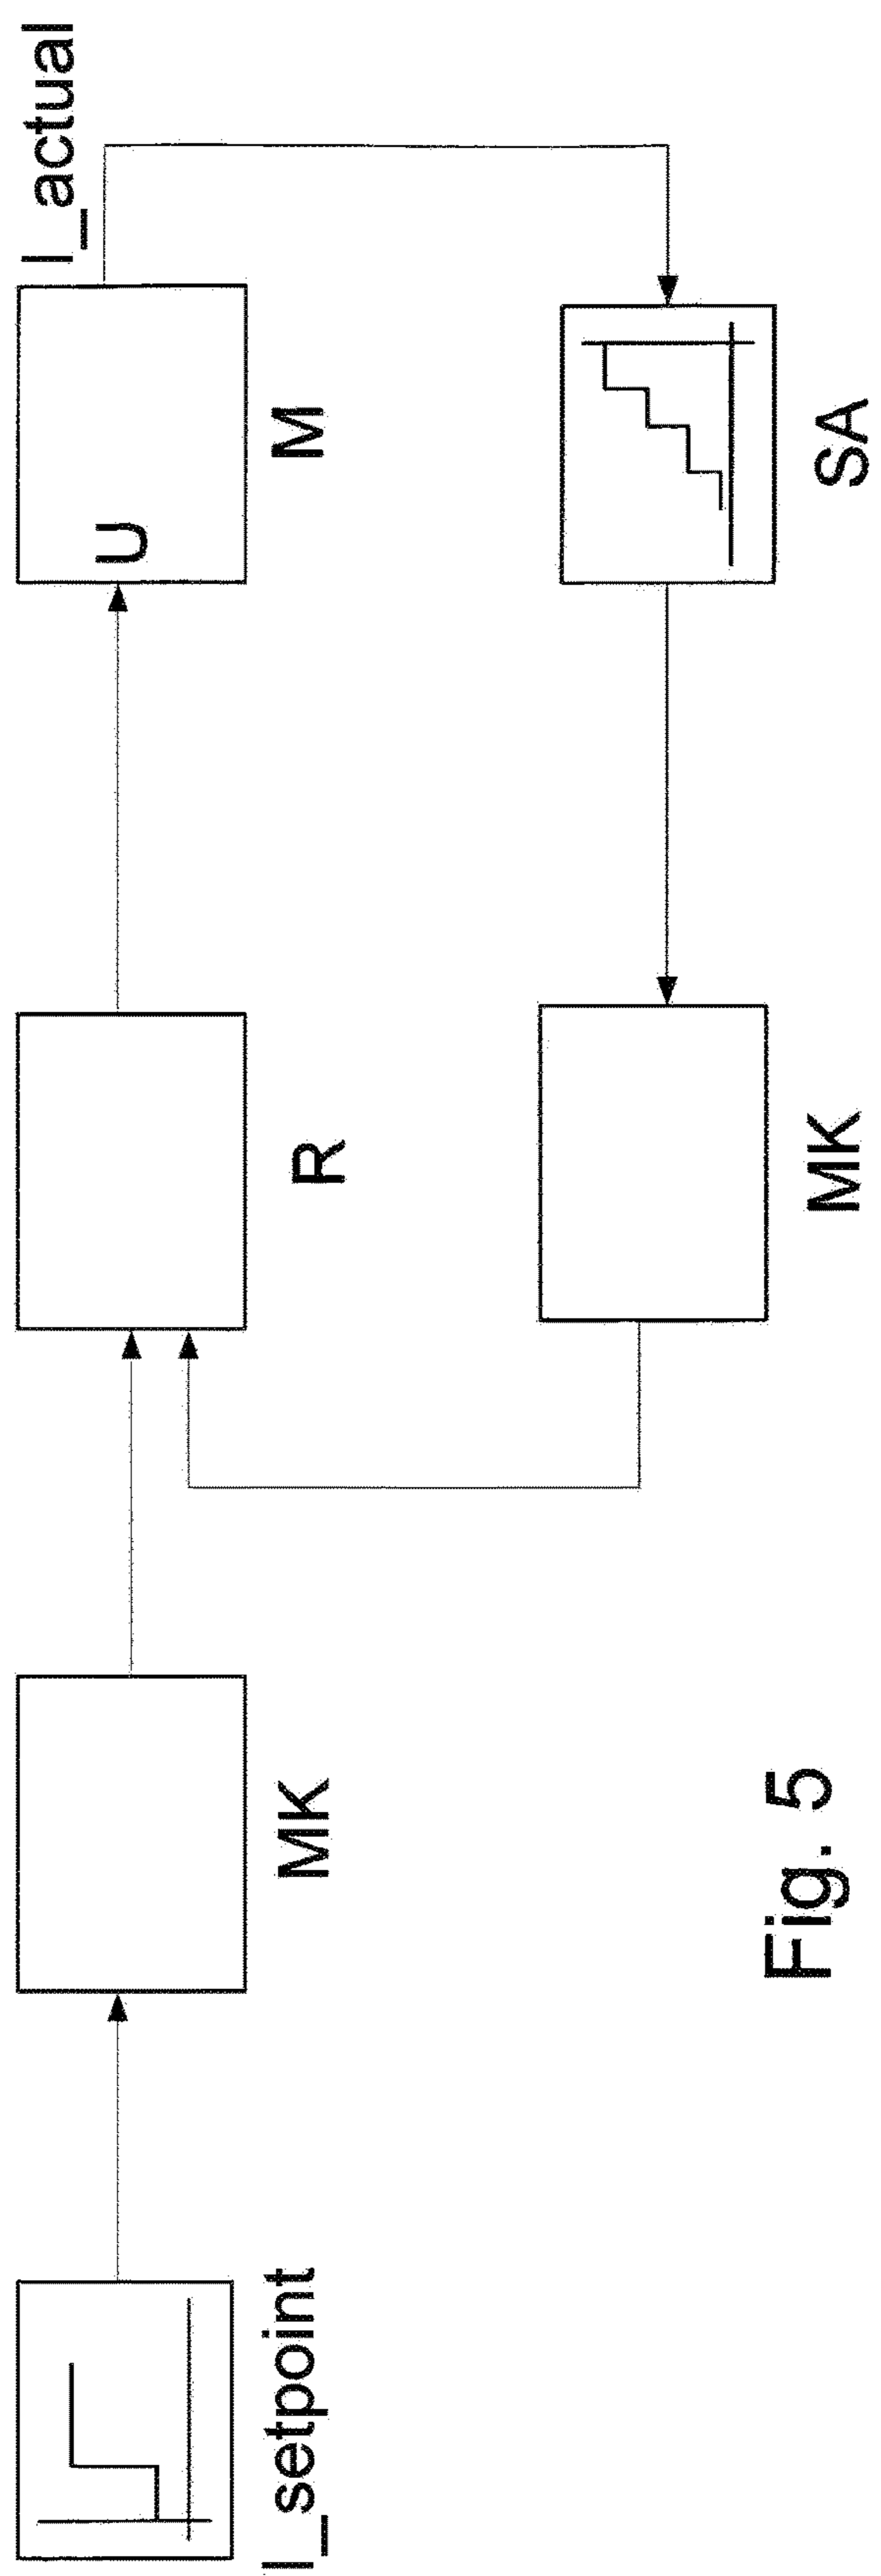 I_actual
U
M
R
MK
I_setpoint
SA
MK
Fig. 5